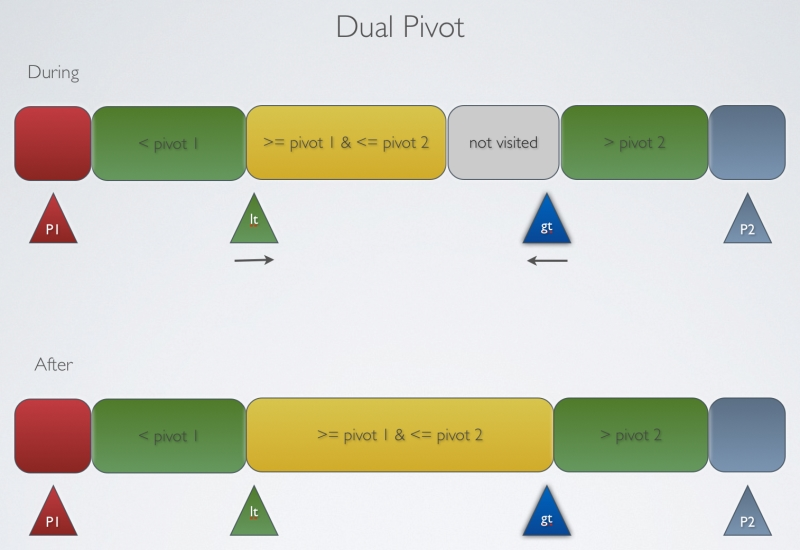 Dual Pivot
During
< pivot 1
>= pivot 1 & <= pivot 2
not visited
> pivot 2
P1
lt
gt
P2
After
< pivot 1
>= pivot 1 & <= pivot 2
> pivot 2
P1
lt
gt
P2